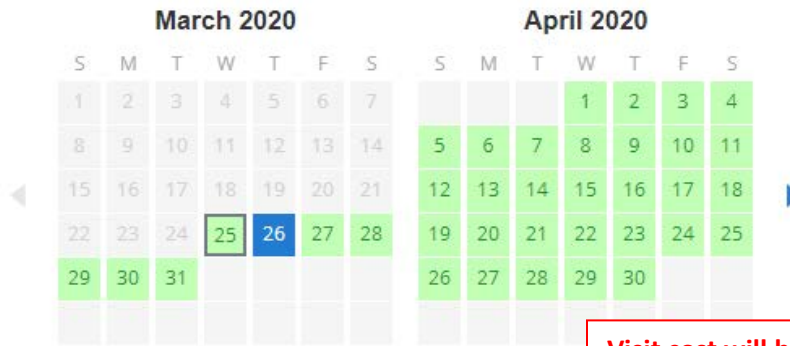 March 2020
S M T W T F S
1 2 3 4 5 6 7
8 9 10 11 12 13 14
15 16 17 18 19 20 21
22 23 24 25 26 27 28
29 30 31
April 2020
S M T W T F S
1 2 3 4
5 6 7 8 9 10 11
12 13 14 15 16 17 18
19 20 21 22 23 24 25
26 27 28 29 30
Visit cost will b